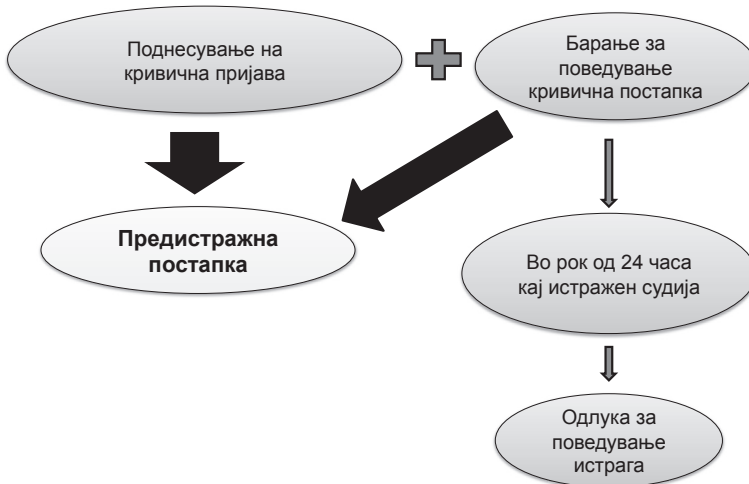 Поднесување на
кривична пријава
Барање за
поведување
кривична постапка
Предистражна
постапка
Во рок од 24 часа
кај истражен судија
Одлука за
поведување
истрага